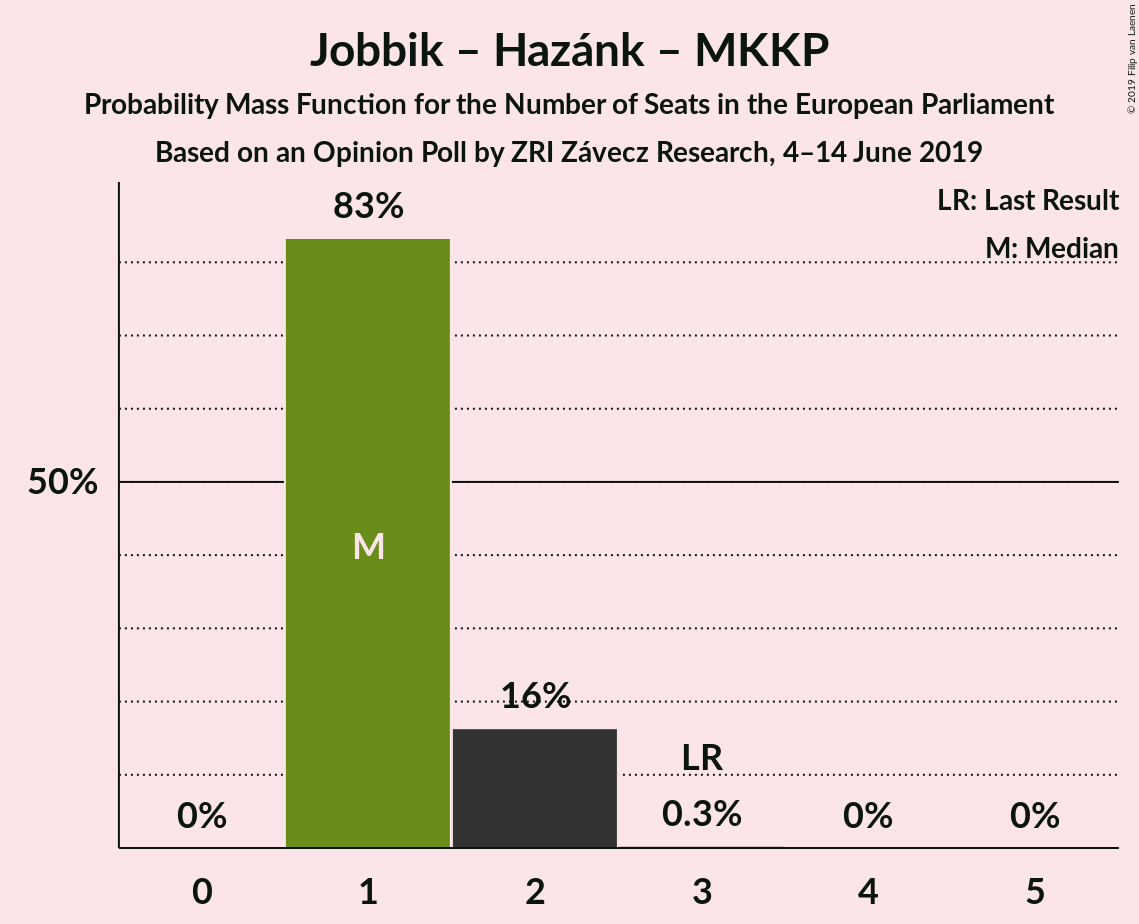 Jobbik – Hazánk – MKKP
Probability Mass Function for the Number of Seats in the European Parliament
Based on an Opinion Poll by ZRI Závecz Research, 4–14 June 2019
© 2019 Filip van Laenen
LR: Last Result
M: Median
83%
50%
M
16%
LR
0%
0.3%
0%
0%
0
1
2
3
4
5